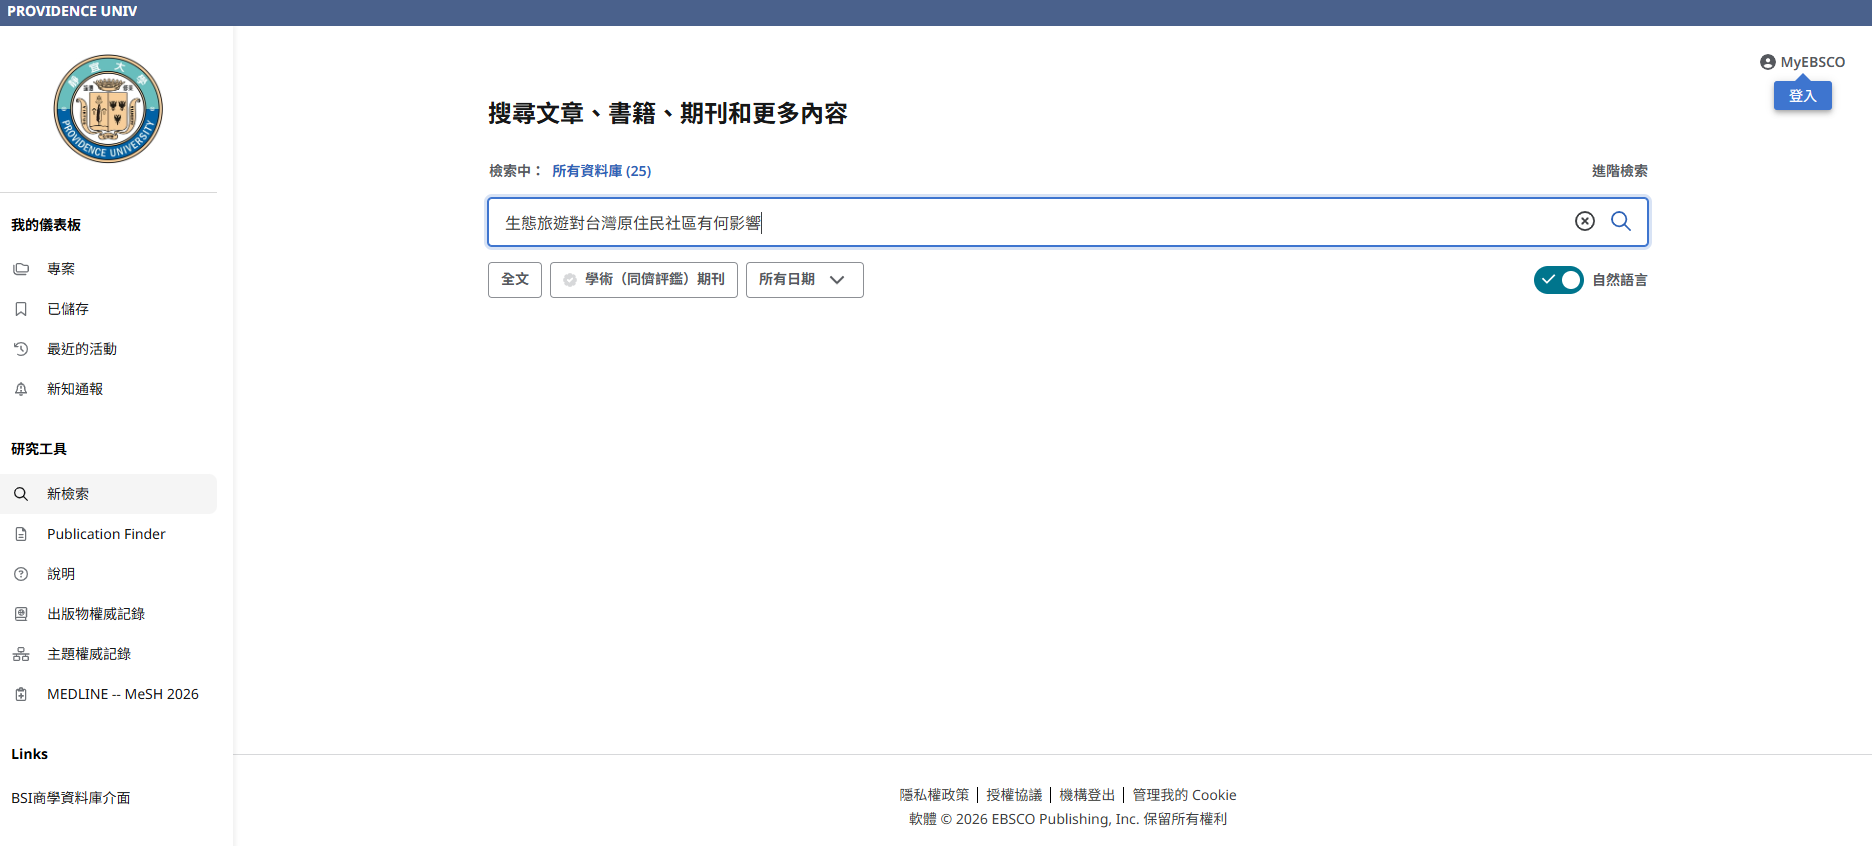 PROVIDENCE UNIV
靜宜大學
PROVIDENCE UNIVERSITY
MyEBSCO
登入
搜尋文章、書籍、期刊和更多內容
檢索中： 所有資料庫 (25)
進階檢索
生態旅遊對台灣原住民社區有何影響
全文
學術（同儕評鑑）期刊
所有日期
自然語言
我的儀表板
專案
已儲存
最近的活動
新知通報
研究工具
新檢索
Publication Finder
說明
出版物權威記錄
主題權威記錄
MEDLINE -- MeSH 2026
Links
BSI商學資料庫介面
隱私權政策 | 授權協議 | 機構登出 | 管理我的 Cookie
軟體 © 2026 EBSCO Publishing, Inc. 保留所有權利